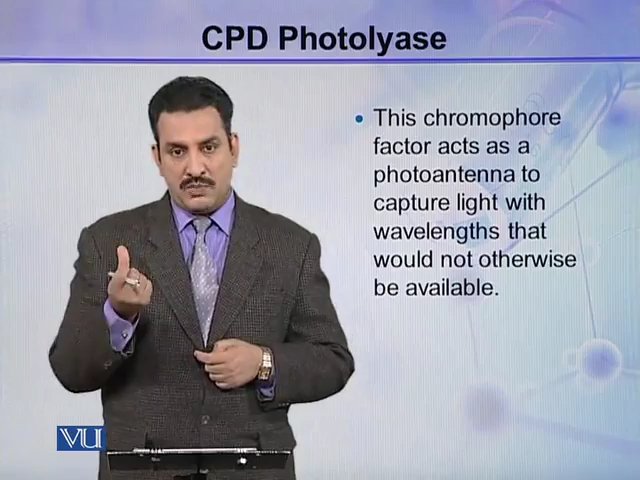 CPD Photolyase
• This chromophore
factor acts as a
photoantenna to
capture light with
wavelengths that
would not otherwise
be available.
VU